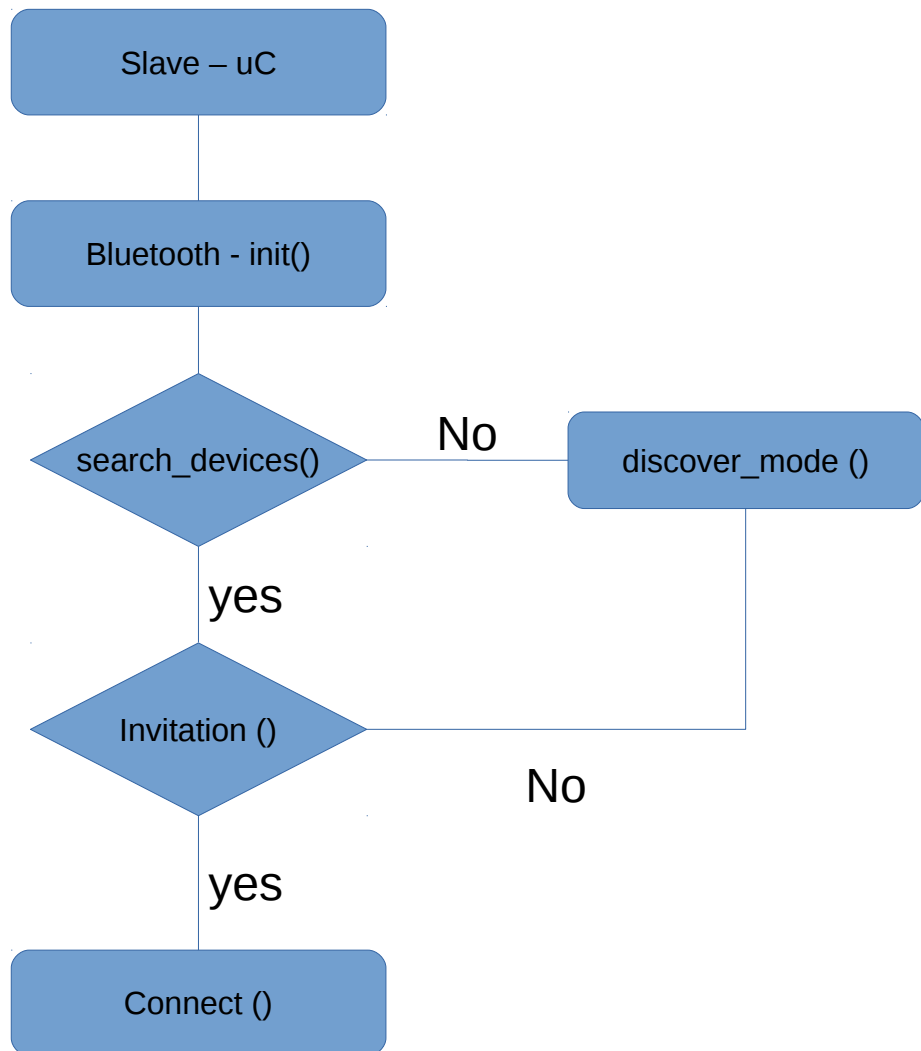 Slave – uC
Bluetooth - init()
search_devices()
No
discover_mode ()
yes
Invitation ()
No
yes
Connect ()